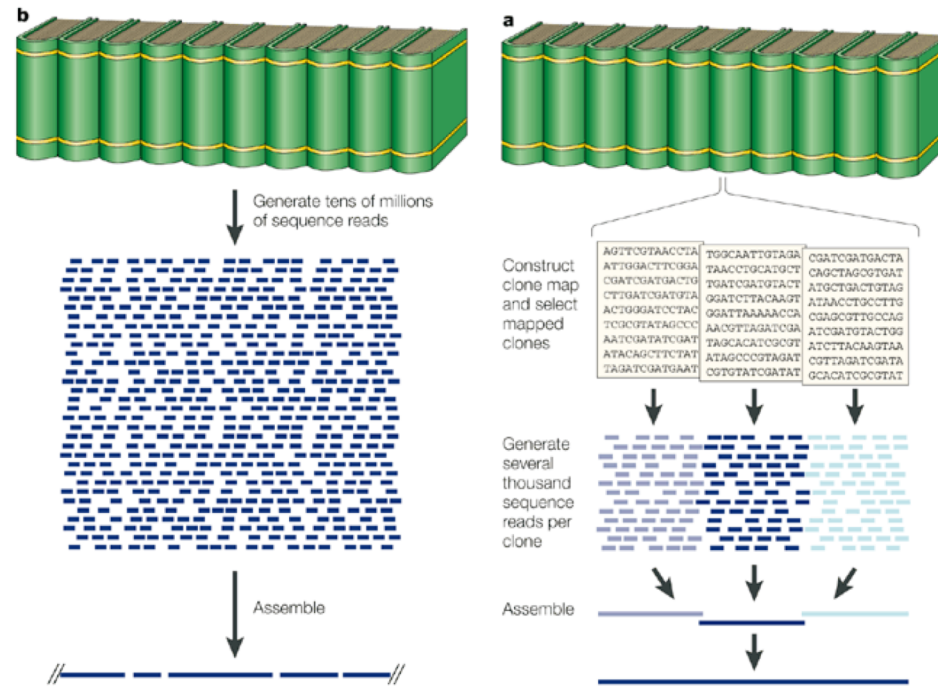 b
Generate tens of millions
of sequence reads
Assemble
a
Construct
clone map
and select
mapped
clones
AGTTCGTAACCTA
ATTGGACTTCGGA
CGATCGATGACTG
CTTGATCGATGTA
ACTGGGATCCTAC
TCGCGTATAGCCC
AATCGATATCGAT
ATACAGCTTCTAT
TAGATCGATGAAT
TGGCAATTGTAGA
TAACCTGCATGCT
TGATCGATGTACT
GGATCTTACAAGT
GGATTAAAAACCA
AACGTTAGATCGA
TAGCACATCGCGT
ATAGCCCGTAGAT
CGTGTATCGATAT
CGATCGATGACTA
CAGCTAGCGTGAT
ATGCTGACTGTAG
ATAACCTGCCTTG
CGAGCGTTGCCAG
ATCGATGTACTGG
ATCTTACAAGTAA
CGTTAGATCGATA
GCACATCGCGTAT
Generate
several
thousand
sequence
reads per
clone
Assemble